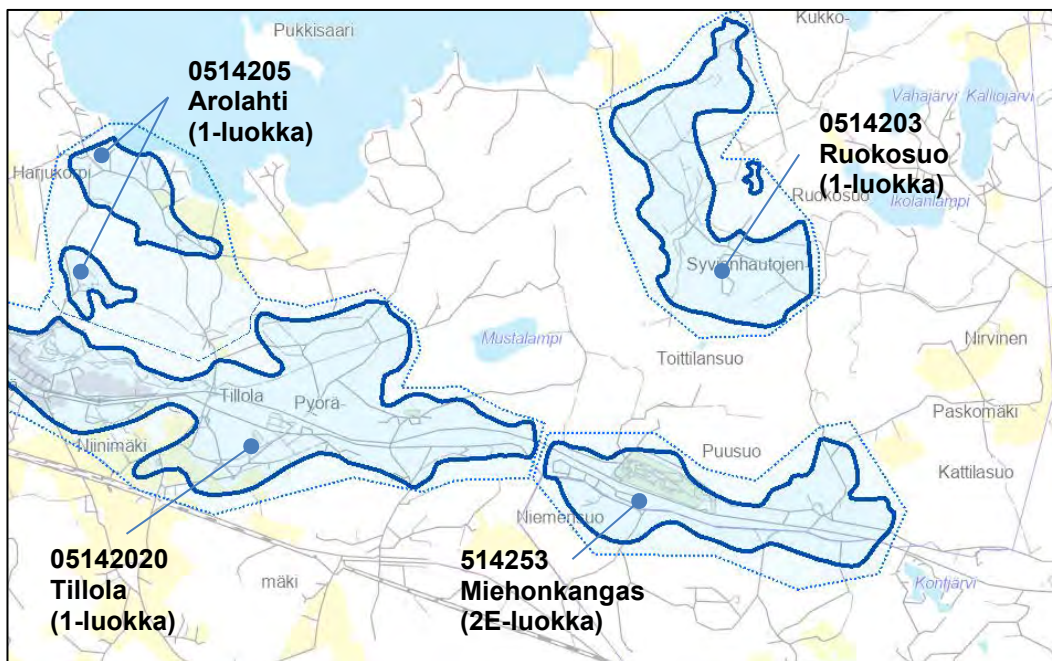 Pukkisaari
Kukko-
0514205
Arolahti
(1-luokka)
Vahajärvi Kalliojärvi
0514203
Ruokosuo
(1-luokka)
Harjukorpi
Ruokosuo
Ikolanlampi
Syvänhautojen-
Mustalampi
Toittilansuo
Nirvinen
Tillola
Pyörä-
Paskomäki
Niinimäki
Puusuo
Kattilasuo
Niemensuo
05142020
Tillola
(1-luokka)
mäki
514253
Miehonkangas
(2E-luokka)
Kontjärvi